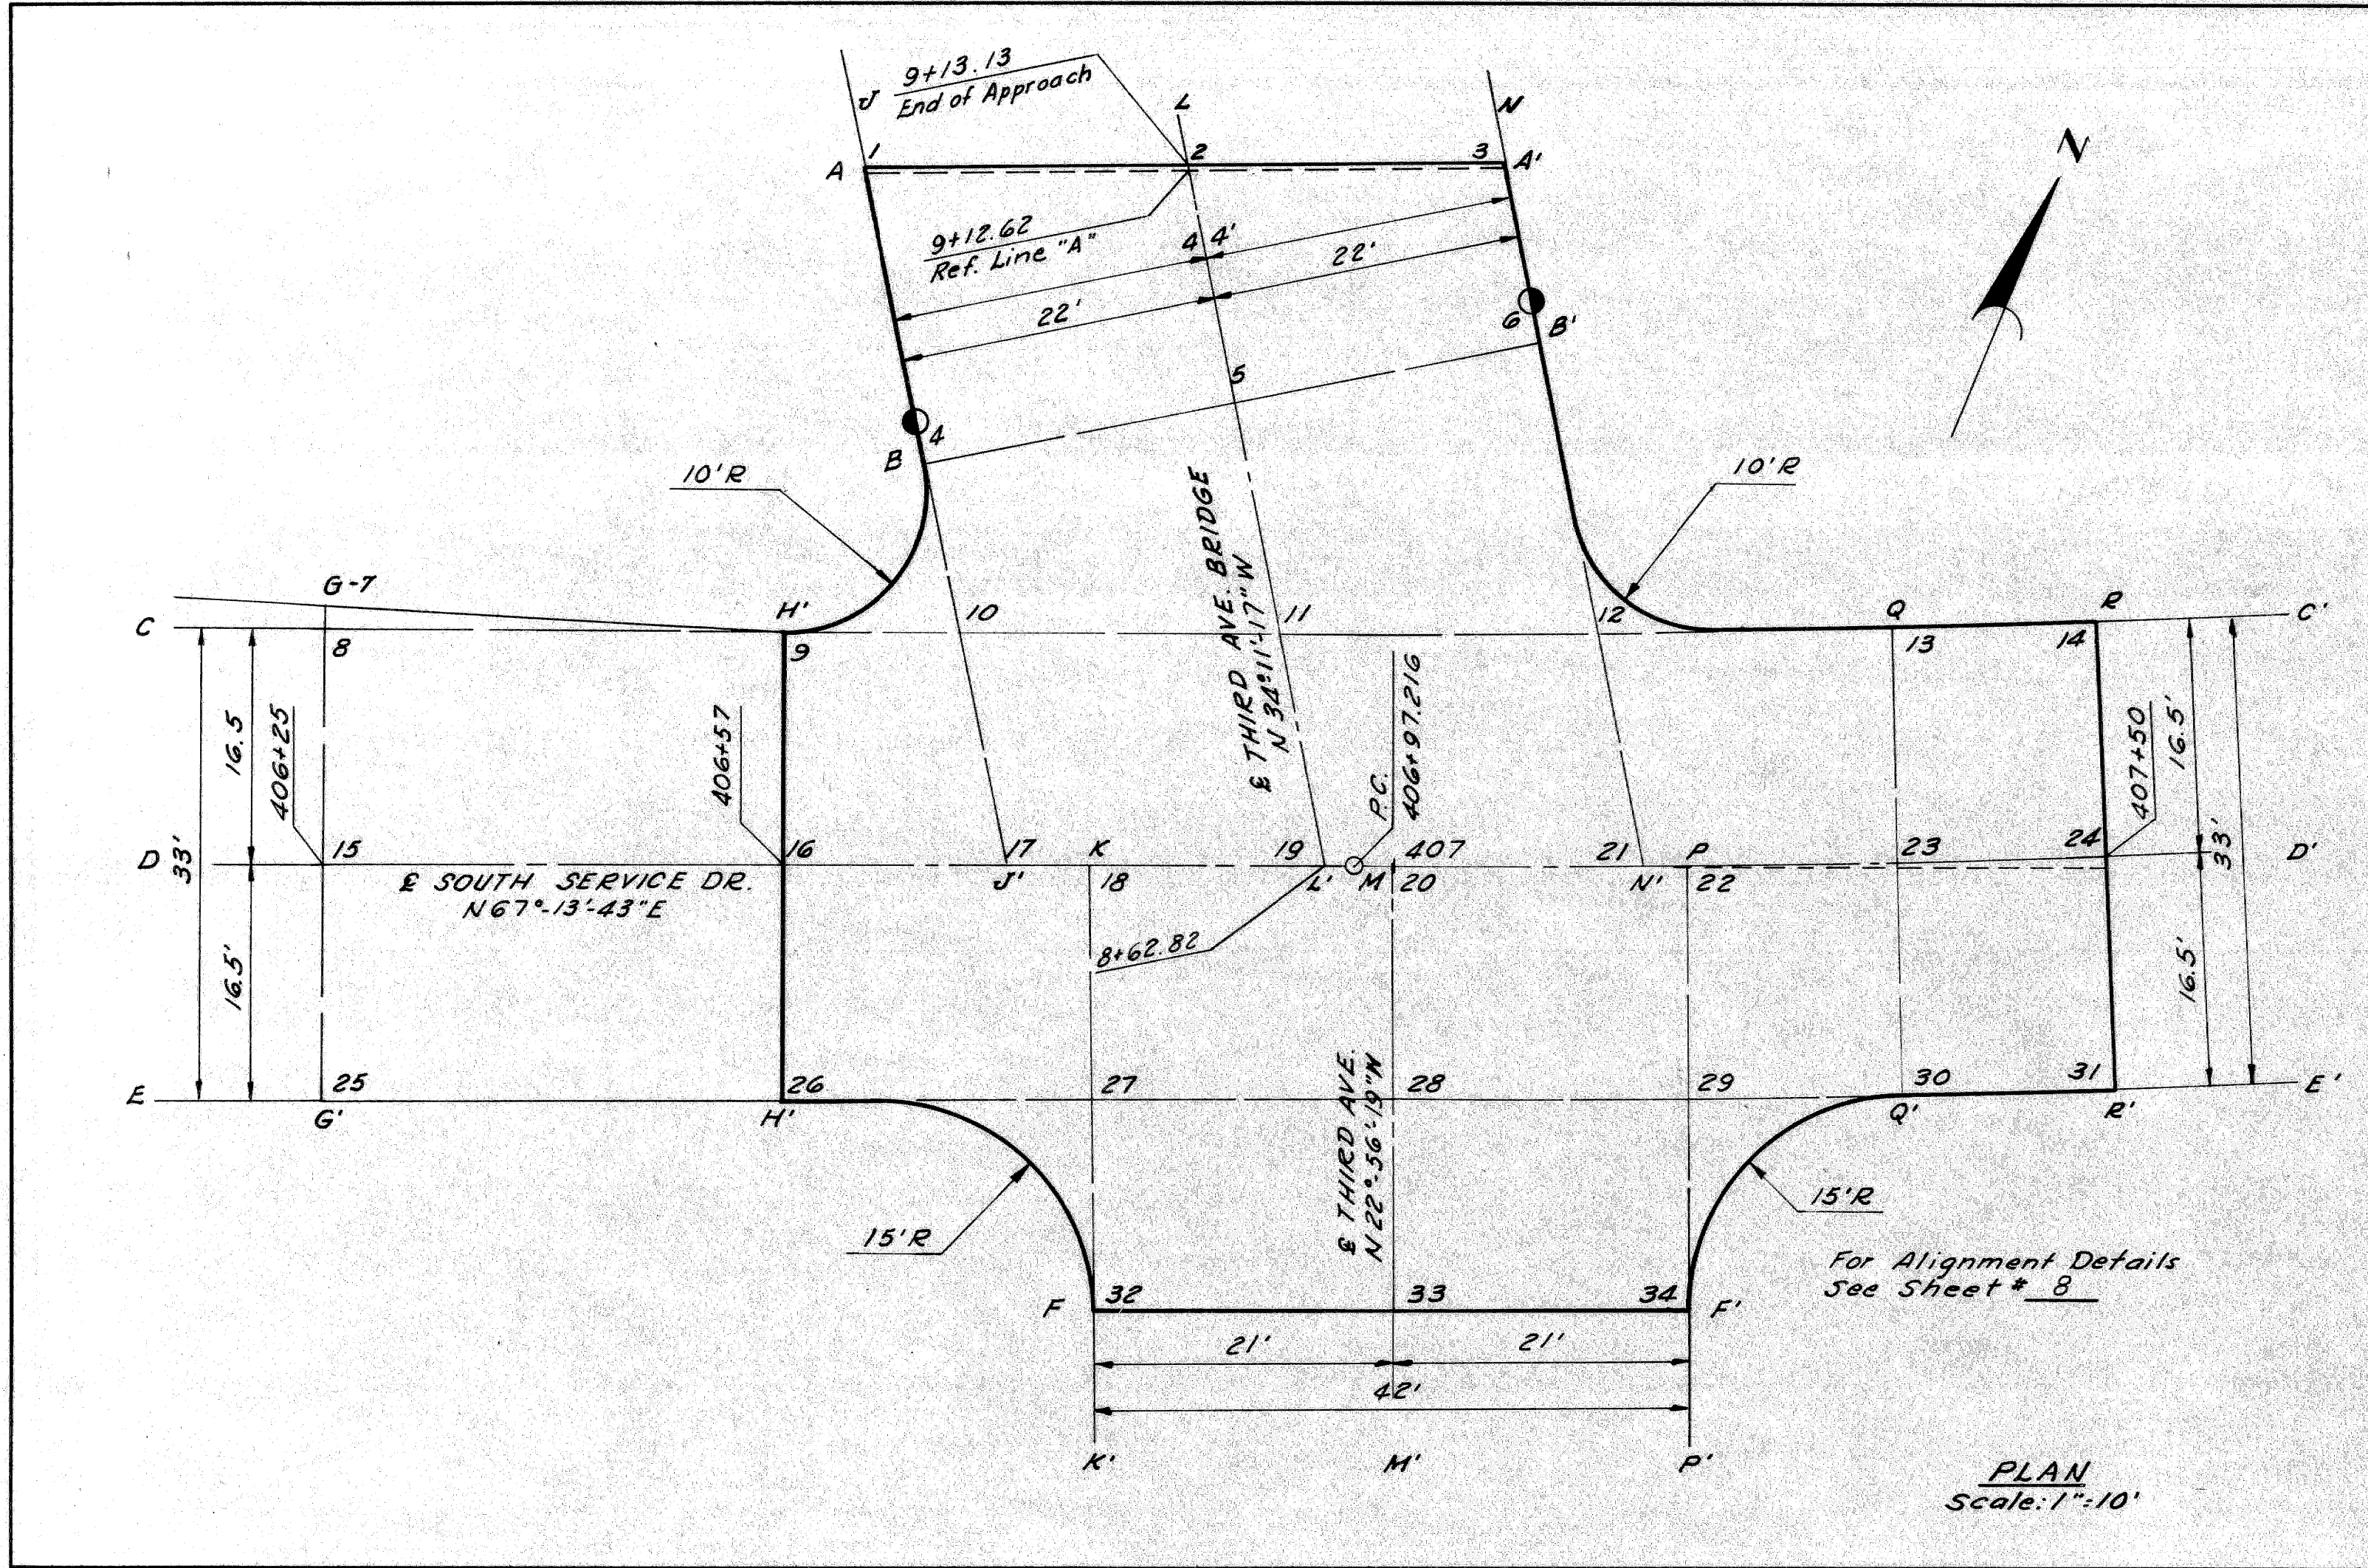 9+13.13
End of Approach
J
L
N
N
A
1
2
3
A'
9+12.62
Ref. Line "A"
4 4'
22'
22'
5
6
B'
4
B
10'R
10'R
₠ THIRD AVE. BRIDGE
N 34°-11'-17" W
G-7
C
8
H'
9
10
11
12
Q
13
R
14
C'
16.5
33'
406+25
406+57
P.C.
406+97.216
407+50
16.5'
33'
D
15
16
17
K
19
407
21
P
23
24
D'
℄ SOUTH SERVICE DR.
N 67°-13'-43" E
J'
18
L'
M
20
N'
22
8+62.82
16.5'
16.5'
E
25
G'
26
H'
27
28
29
30
Q'
31
R'
E'
℄ THIRD AVE.
N 22°-56'-19" W
15'R
15'R
For Alignment Details
See Sheet # 8
F
32
33
34
F'
21'
21'
42'
K'
M'
P'
PLAN
Scale: 1"=10'